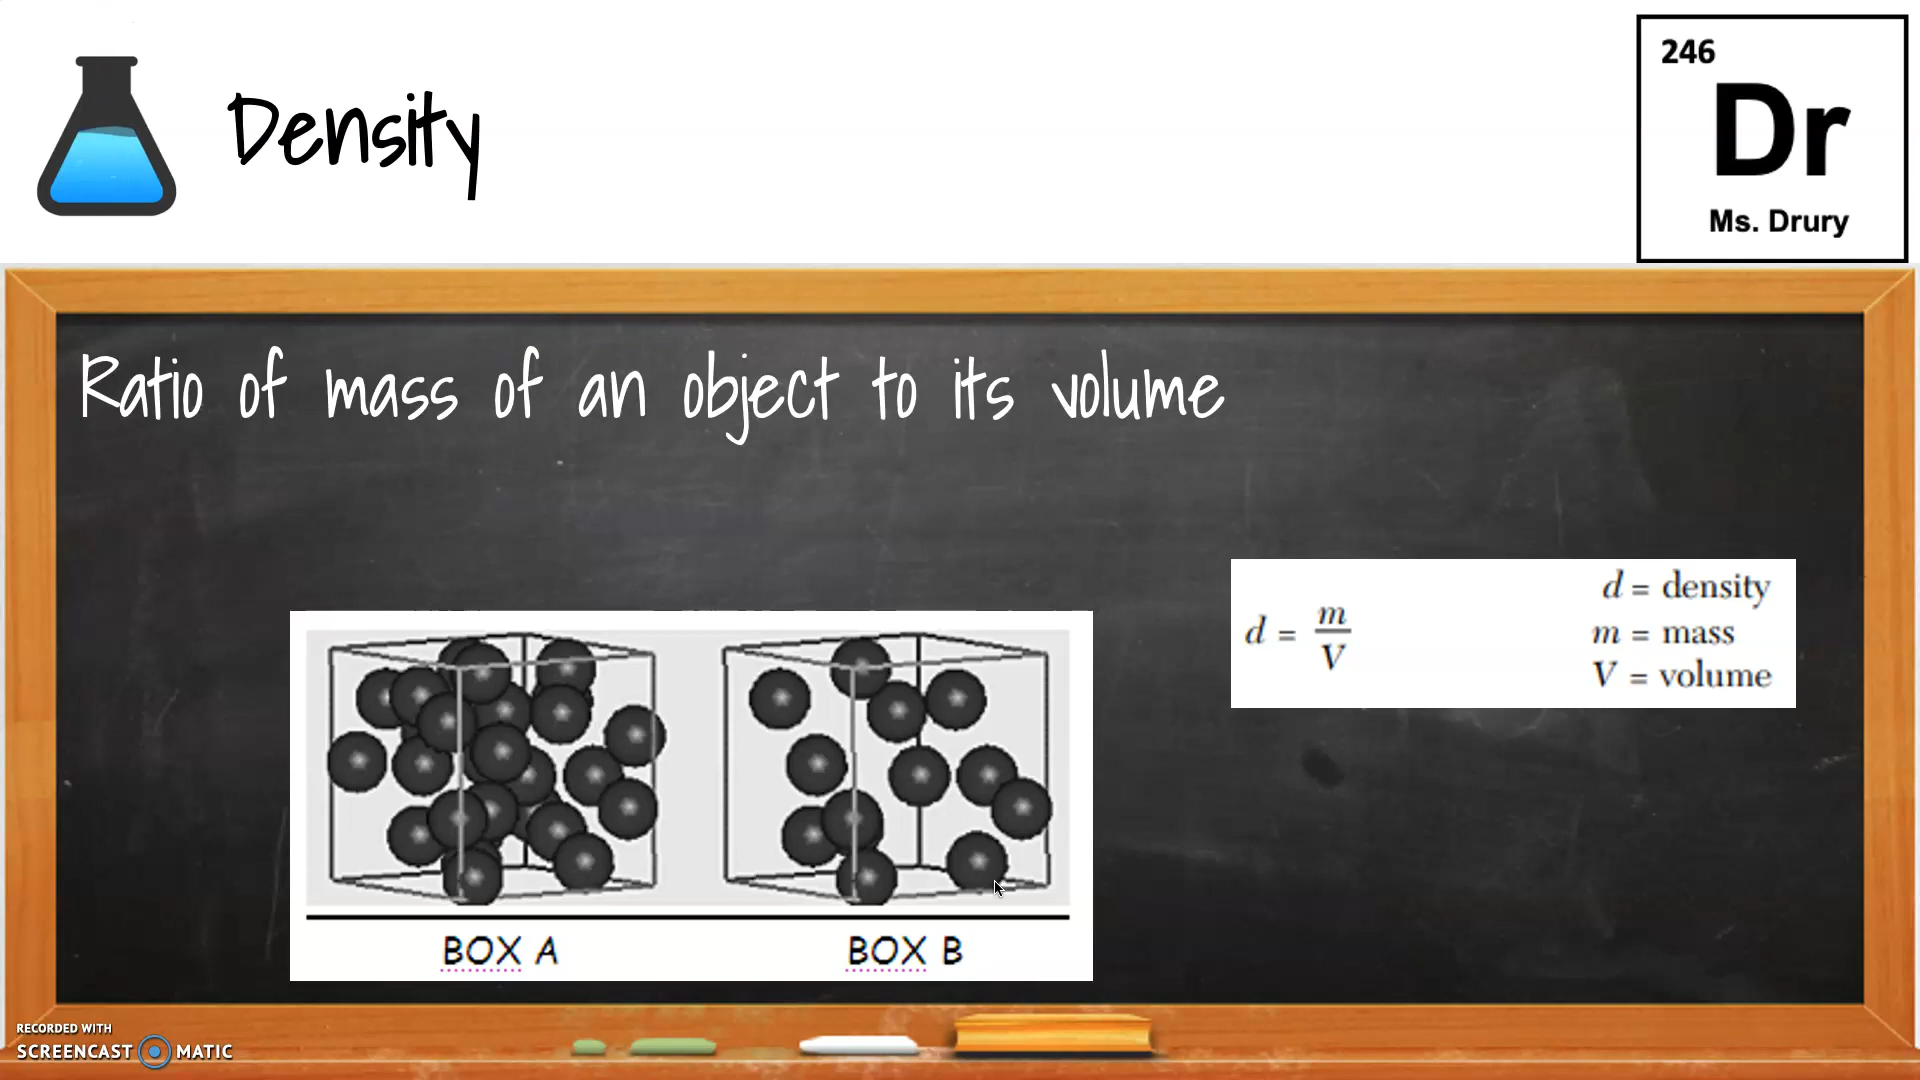 Density
246
Dr
Ms. Drury
Ratio of mass of an object to its volume
d = m/V
d = density
m = mass
V = volume
BOX A
BOX B
RECORDED WITH
SCREENCAST MATIC